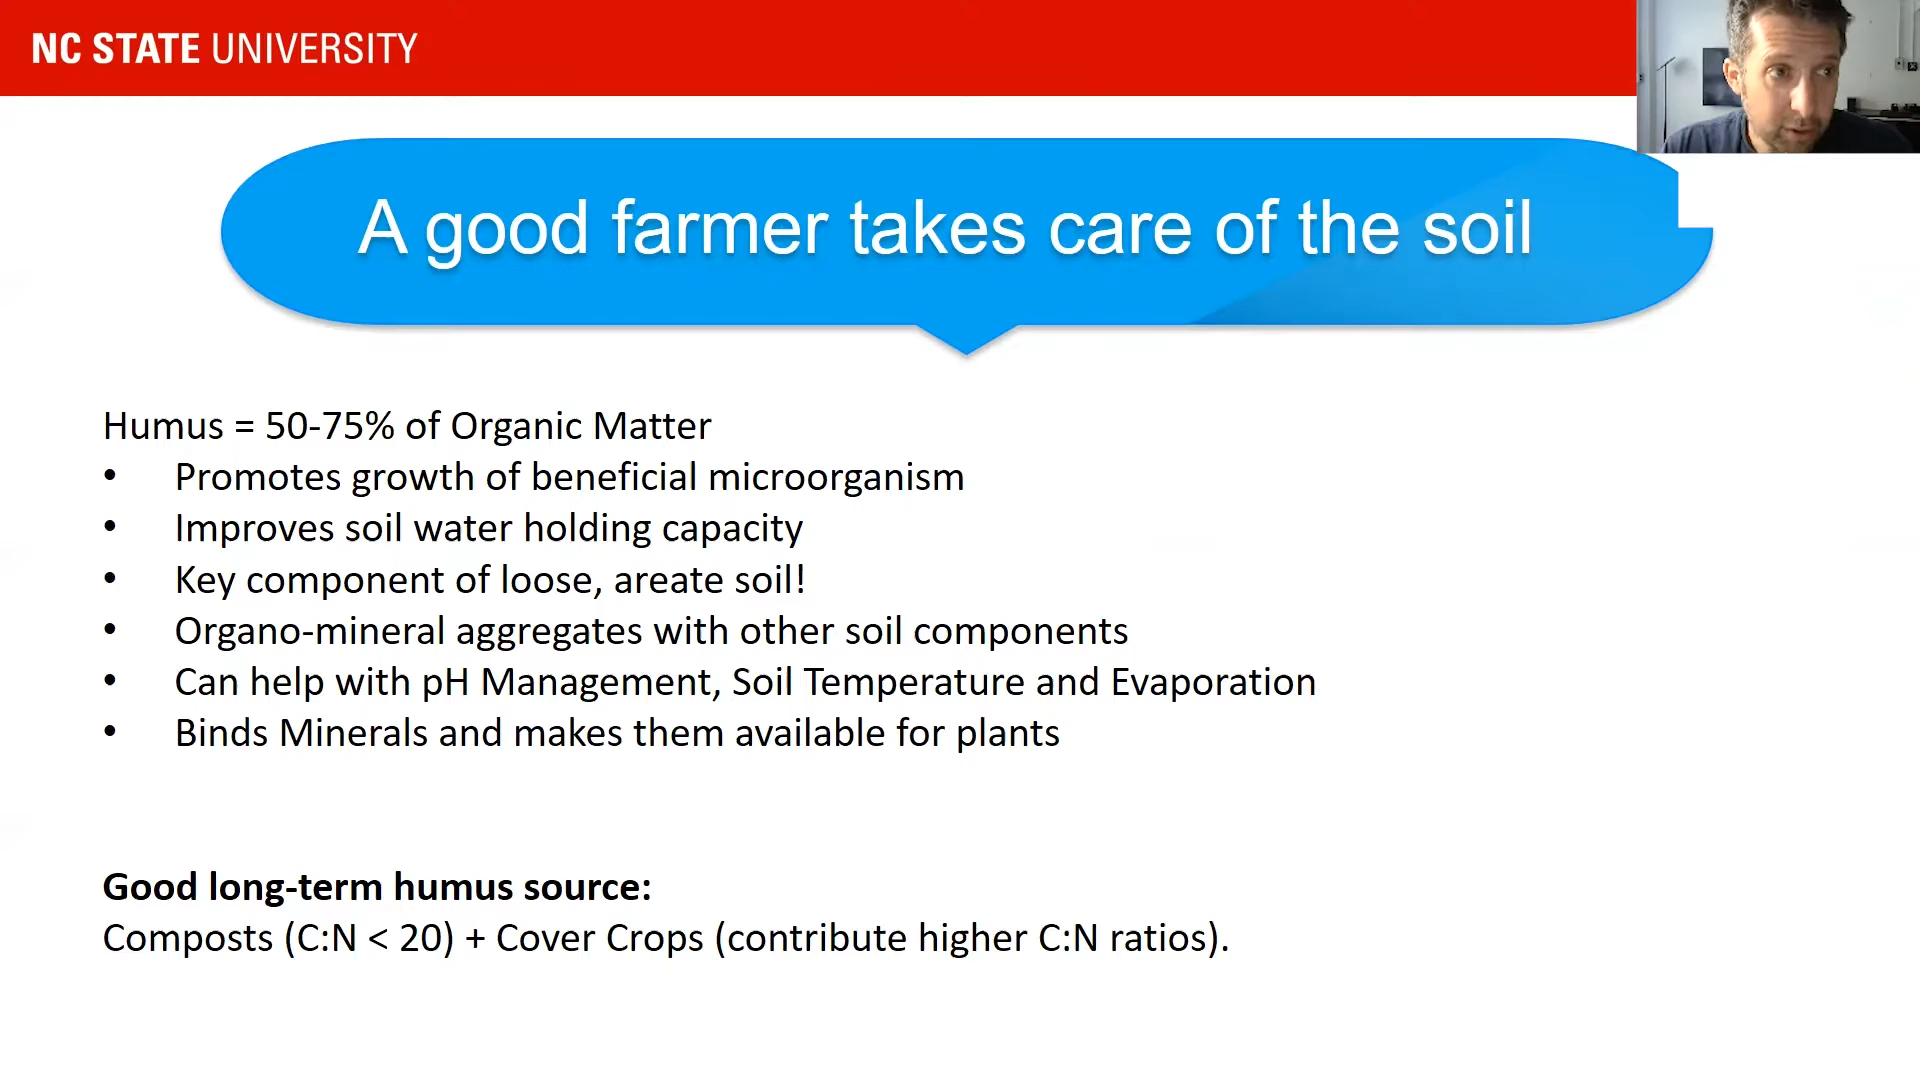 NC STATE UNIVERSITY
A good farmer takes care of the soil
Humus = 50-75% of Organic Matter
• Promotes growth of beneficial microorganism
• Improves soil water holding capacity
• Key component of loose, areate soil!
• Organo-mineral aggregates with other soil components
• Can help with pH Management, Soil Temperature and Evaporation
• Binds Minerals and makes them available for plants
Good long-term humus source:
Composts (C:N < 20) + Cover Crops (contribute higher C:N ratios).